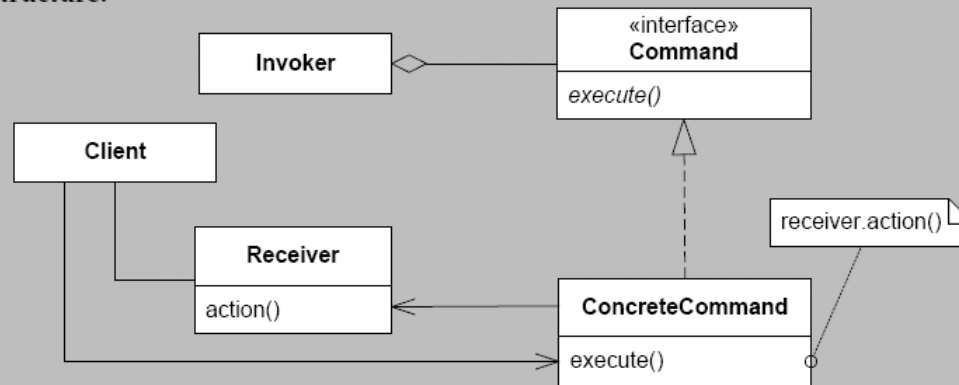 «interface»
Command
execute()
Invoker
Client
Receiver
action()
receiver.action()
ConcreteCommand
execute()